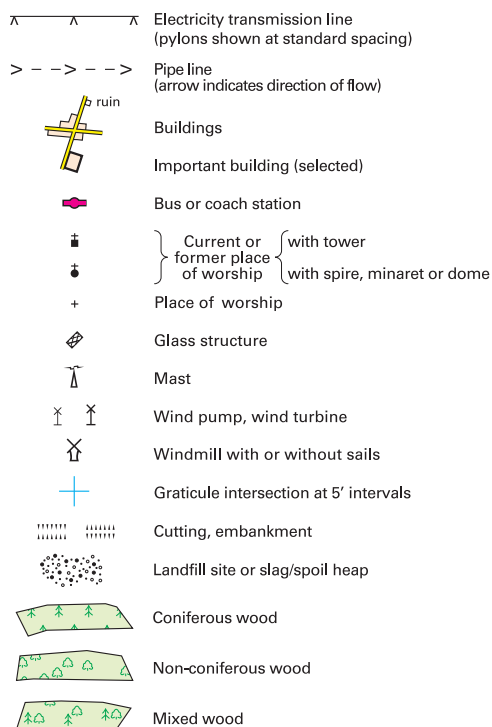 Electricity transmission line
(pylons shown at standard spacing)
Pipe line
(arrow indicates direction of flow)
ruin
Buildings
Important building (selected)
Bus or coach station
Current or
former place
of worship
with tower
with spire, minaret or dome
Place of worship
Glass structure
Mast
Wind pump, wind turbine
Windmill with or without sails
Graticule intersection at 5' intervals
Cutting, embankment
Landfill site or slag/spoil heap
Coniferous wood
Non-coniferous wood
Mixed wood